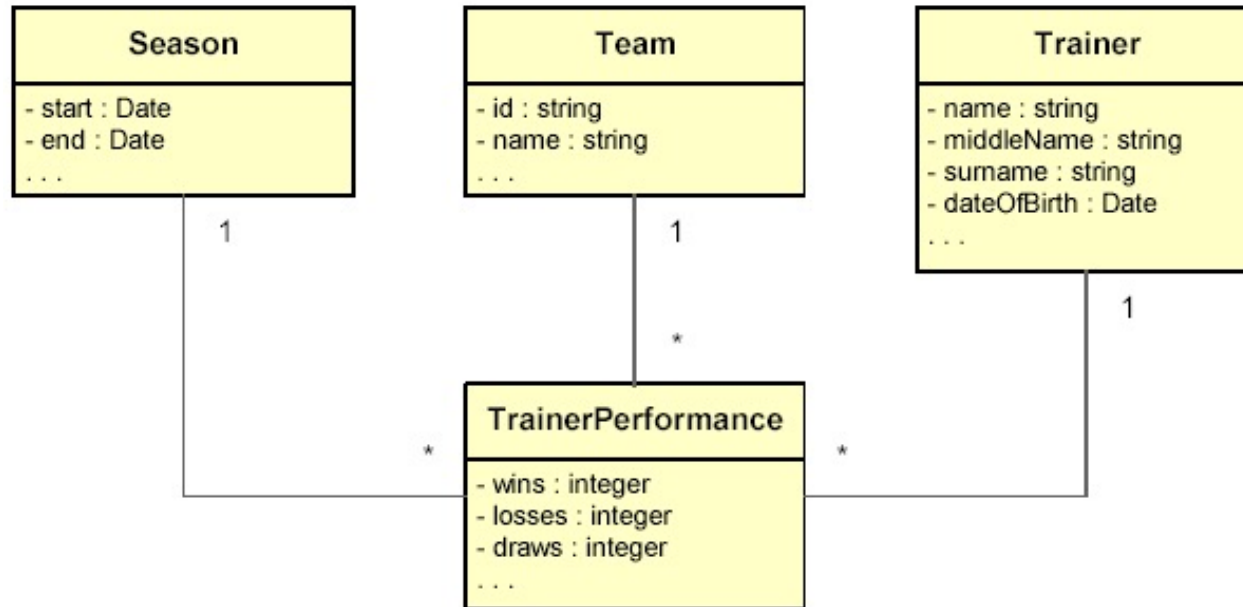 Season
- start : Date
- end : Date
. . .
Team
- id : string
- name : string
. . .
Trainer
- name : string
- middleName : string
- surname : string
- dateOfBirth : Date
. . .
1
1
1
*
*
*
TrainerPerformance
- wins : integer
- losses : integer
- draws : integer
. . .